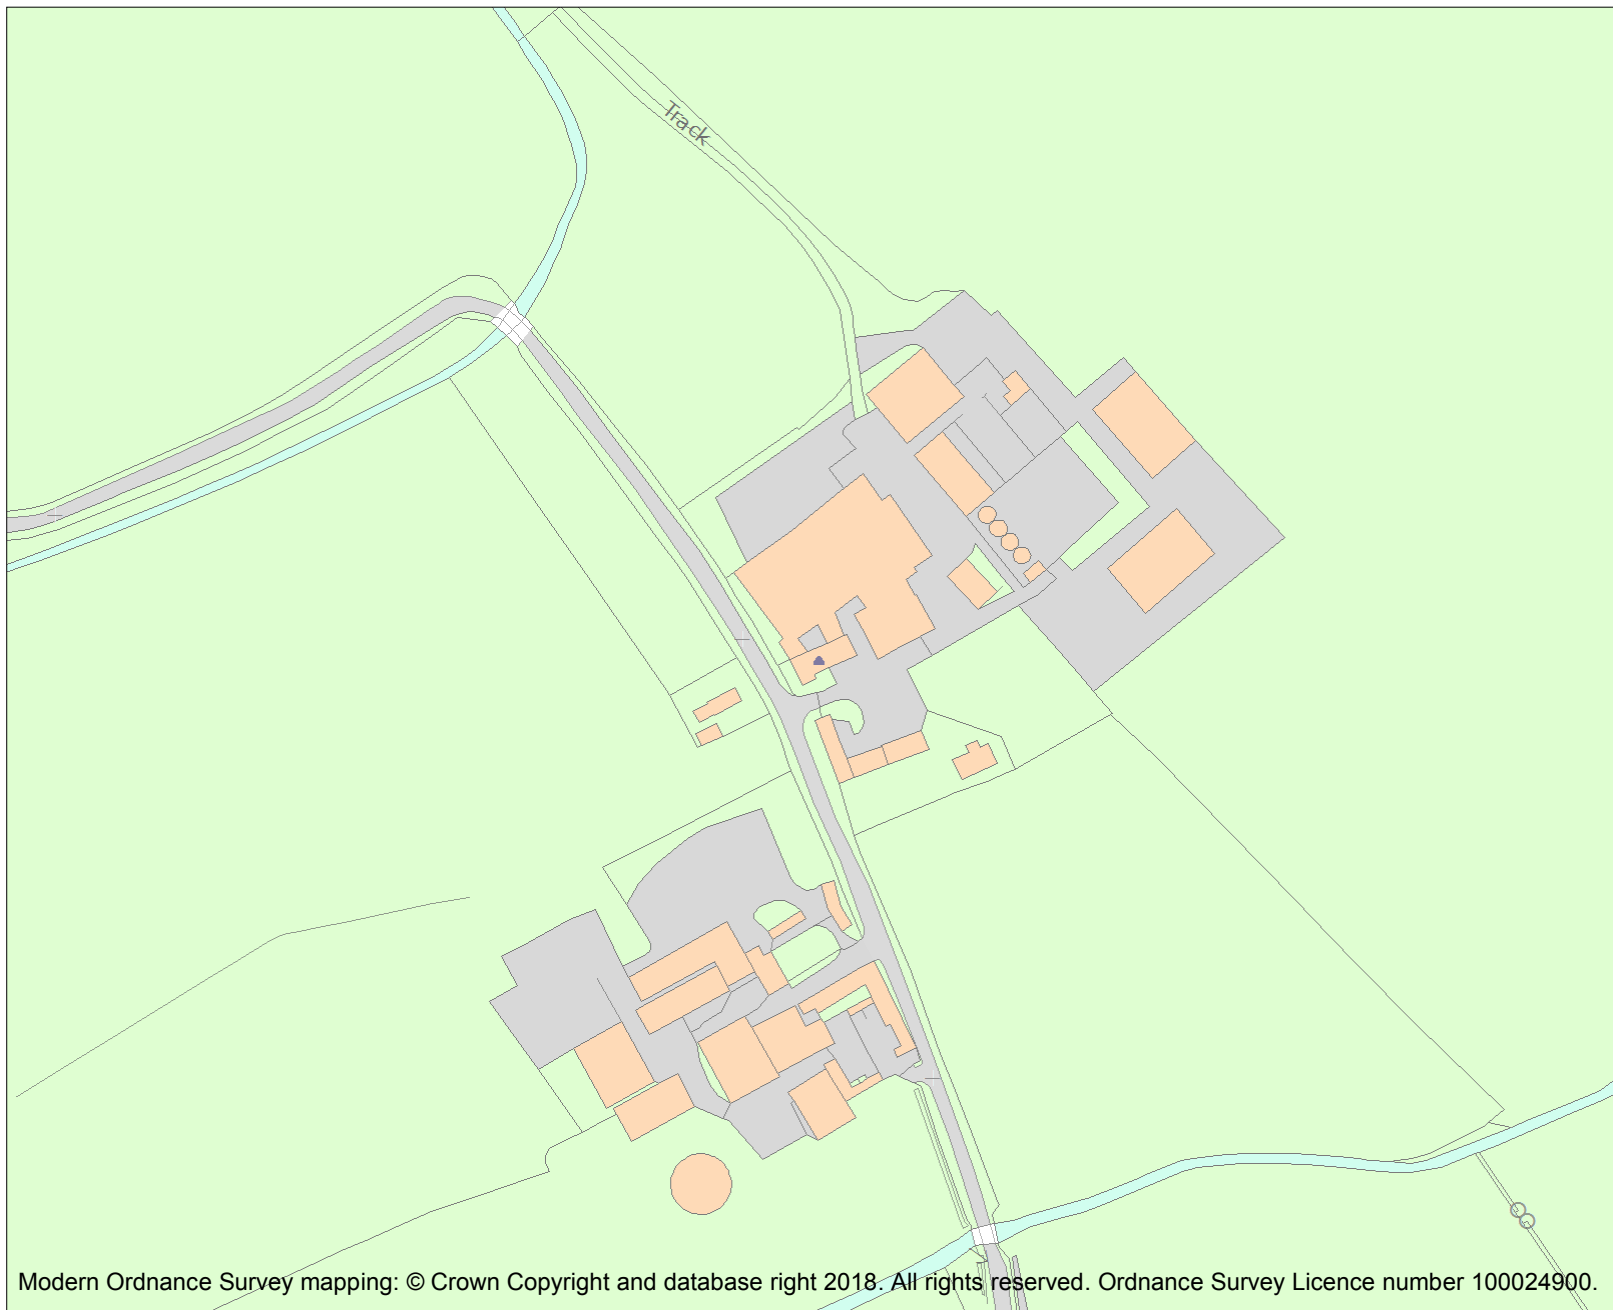 Track
Modern Ordnance Survey mapping: © Crown Copyright and database right 2018. All rights reserved. Ordnance Survey Licence number 100024900.